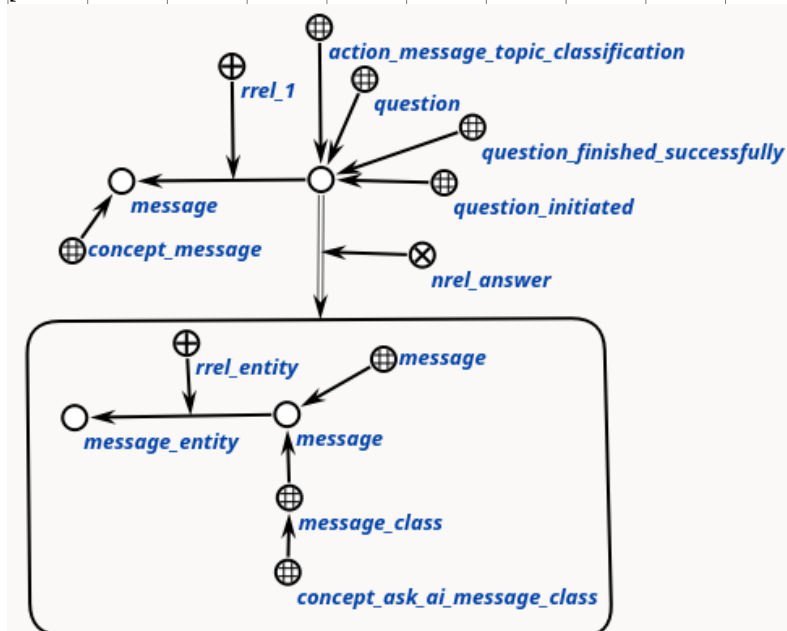 action_message_topic_classification
rrel_1
question
question_finished_successfully
message
question_initiated
concept_message
nrel_answer
rrel_entity
message
message_entity
message
message_class
concept_ask_ai_message_class